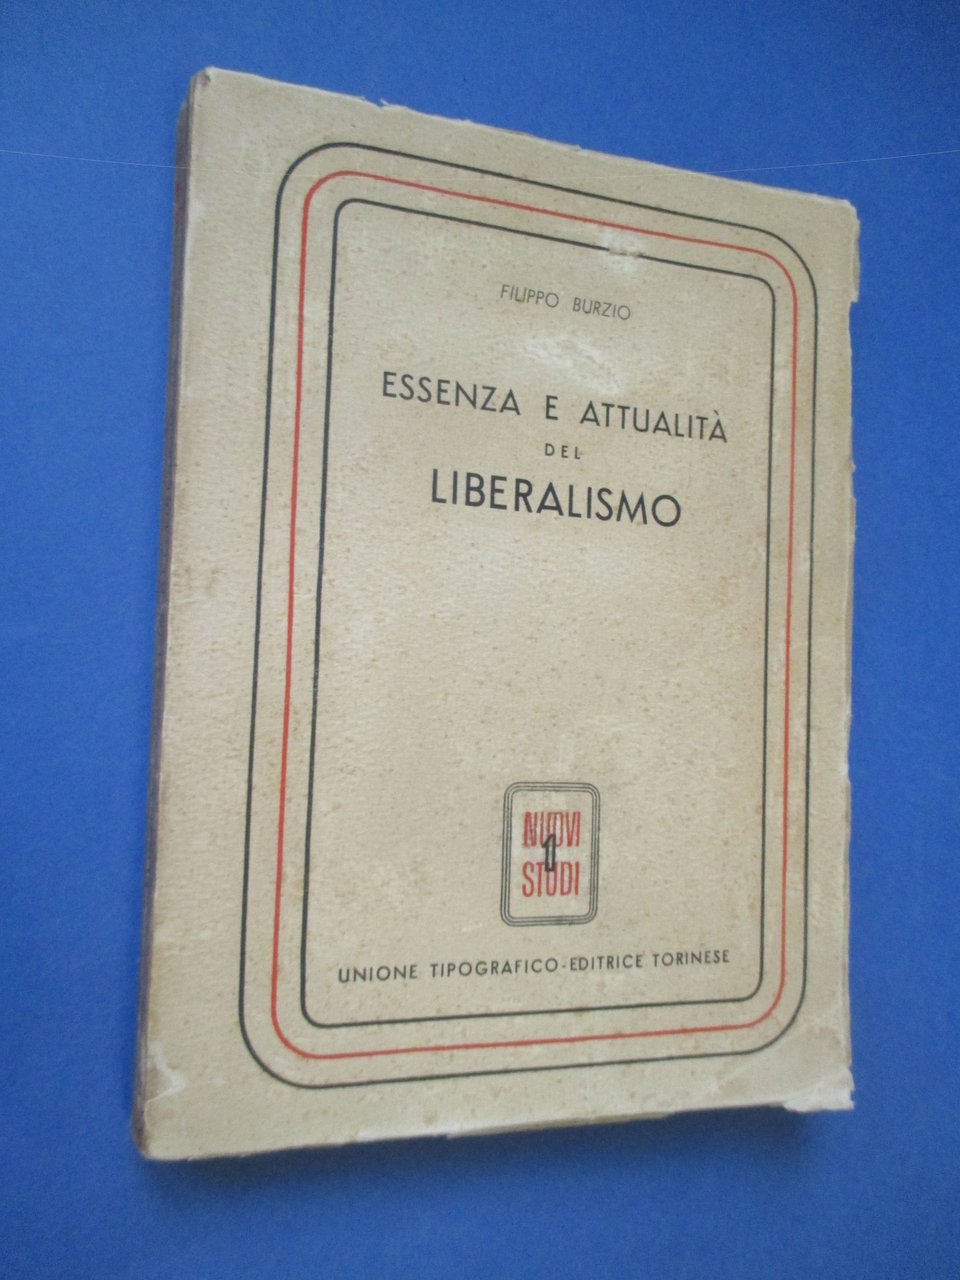 FILIPPO BURZIO
ESSENZA E ATTUALITÀ
DEL
LIBERALISMO
NUOVI
1
STUDI
UNIONE TIPOGRAFICO-EDITRICE TORINESE